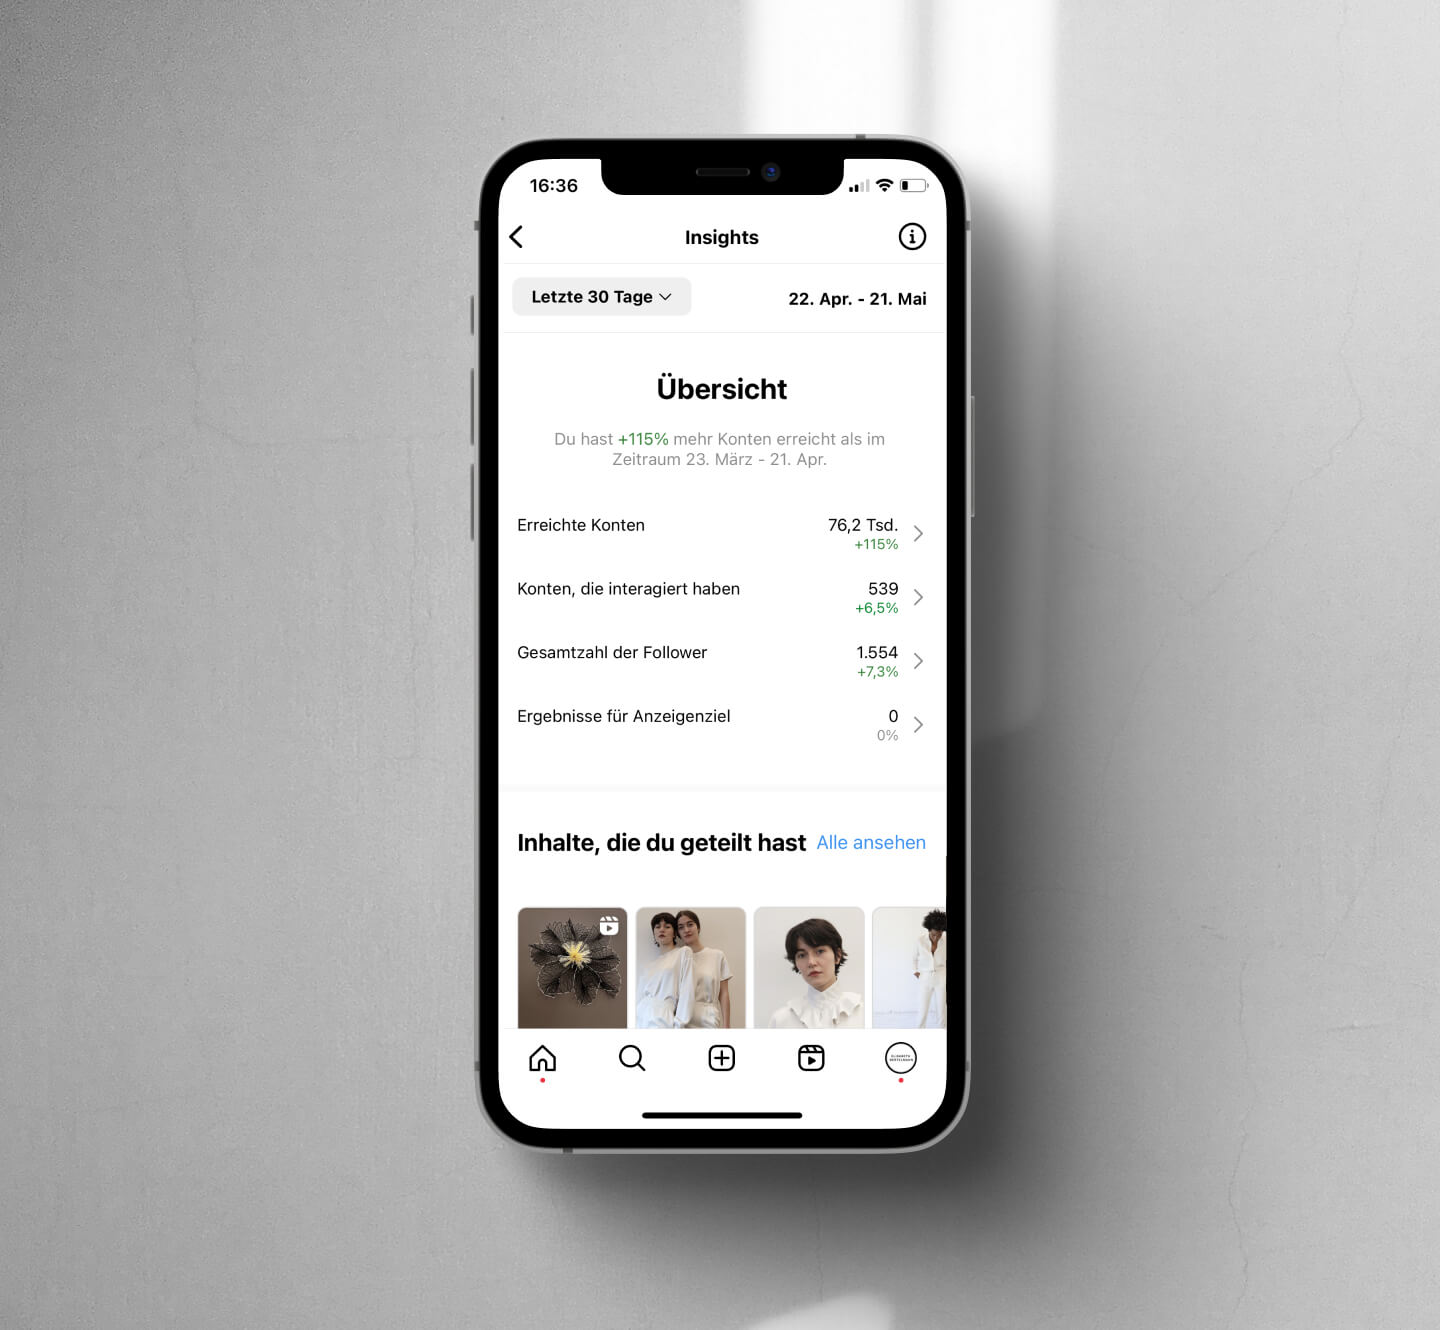 16:36
Insights
Letzte 30 Tage
22. Apr. - 21. Mai
Übersicht
Du hast +115% mehr Konten erreicht als im
Zeitraum 23. März - 21. Apr.
Erreichte Konten
76,2 Tsd.
+115%
Konten, die interagiert haben
539
+6,5%
Gesamtzahl der Follower
1.554
+7,3%
Ergebnisse für Anzeigenziel
0
0%
Inhalte, die du geteilt hast
Alle ansehen